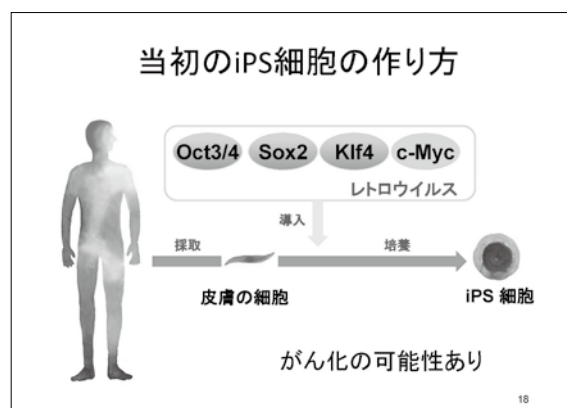 当初のiPS細胞の作り方
Oct3/4 Sox2 Klf4 c-Myc
レトロウイルス
導入
採取
培養
皮膚の細胞
iPS 細胞
がん化の可能性あり
18